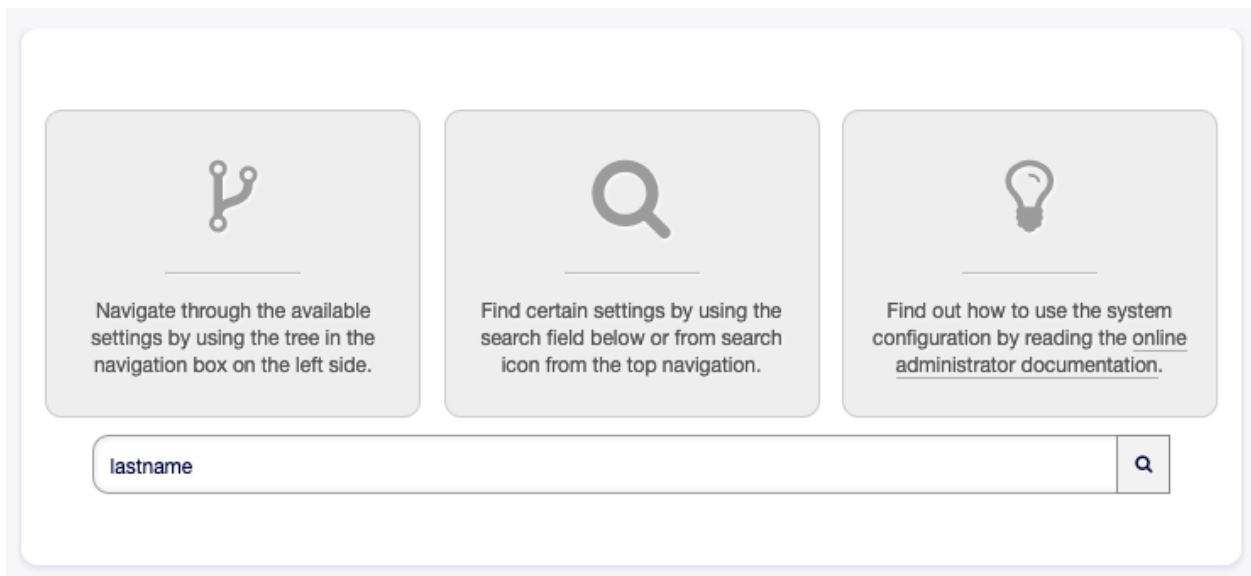 Navigate through the available
settings by using the tree in the
navigation box on the left side.
Find certain settings by using the
search field below or from search
icon from the top navigation.
Find out how to use the system
configuration by reading the online
administrator documentation.
lastname